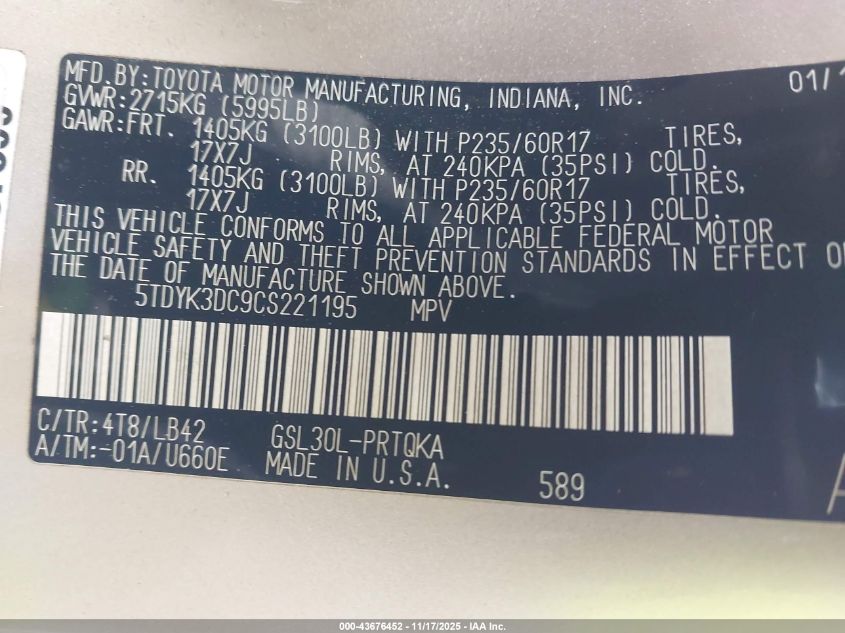 MFD.BY:TOYOTA MOTOR MANUFACTURING, INDIANA, INC. 01/1
GVWR:2715KG (5995LB)
GAWR:FRT. 1405KG (3100LB) WITH P235/60R17 TIRES,
17X7J RIMS, AT 240KPA (35PSI) COLD.
RR. 1405KG (3100LB) WITH P235/60R17 TIRES,
17X7J RIMS, AT 240KPA (35PSI) COLD.
THIS VEHICLE CONFORMS TO ALL APPLICABLE FEDERAL MOTOR
VEHICLE SAFETY AND THEFT PREVENTION STANDARDS IN EFFECT O
THE DATE OF MANUFACTURE SHOWN ABOVE.
5TDYK3DC9CS221195 MPV
C/TR:4T8/LB42 GSL30L-PRTQKA
A/TM:-01A/U660E MADE IN U.S.A. 589
000-43676452 - 11/17/2025 - IAA Inc.